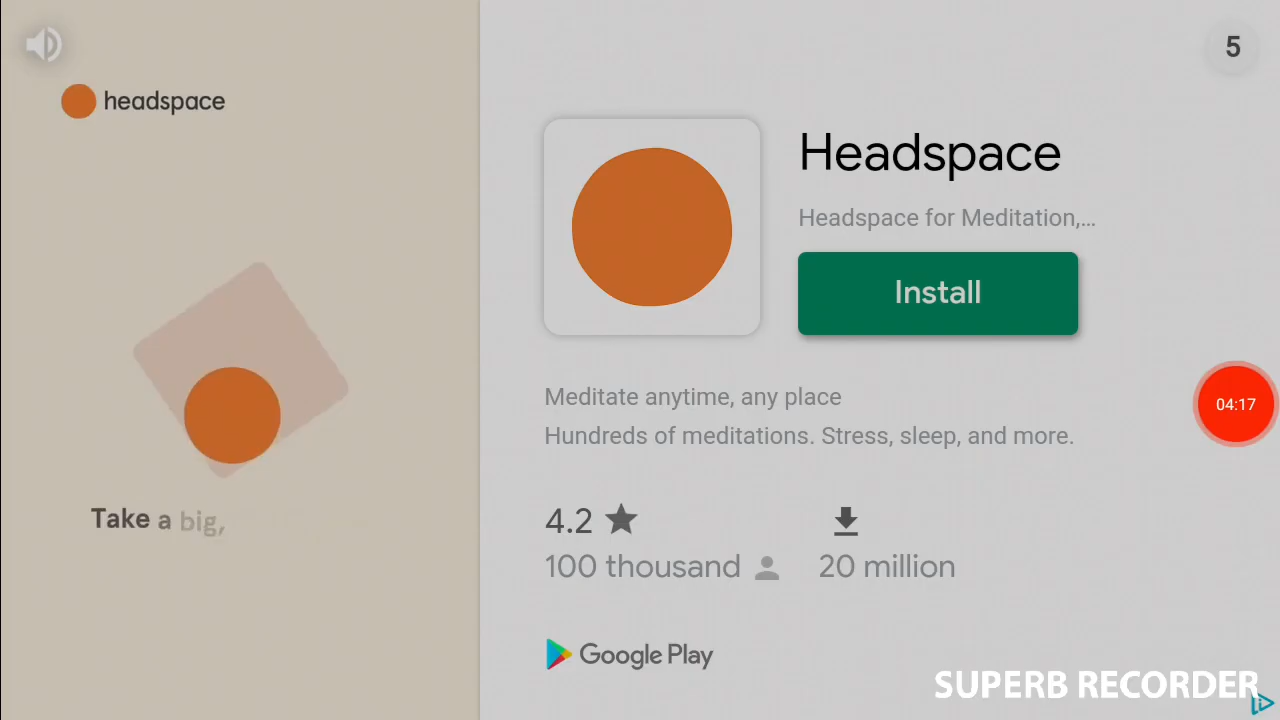 headspace
Take a big,
5
Headspace
Headspace for Meditation,...
Install
Meditate anytime, any place
Hundreds of meditations. Stress, sleep, and more.
4.2
100 thousand
20 million
Google Play
04:17
SUPERB RECORDER